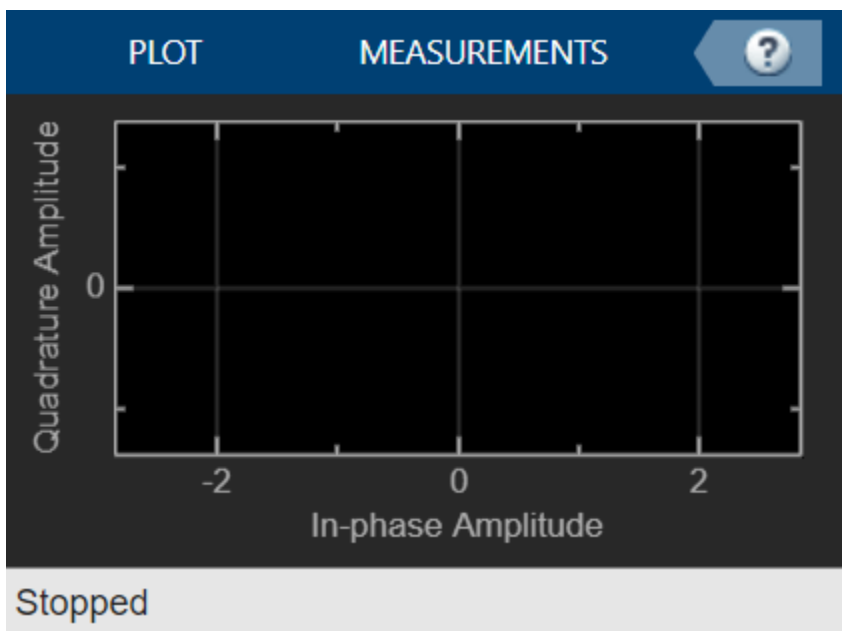 PLOT MEASUREMENTS ?
Quadrature Amplitude
0
-2 0 2
In-phase Amplitude
Stopped